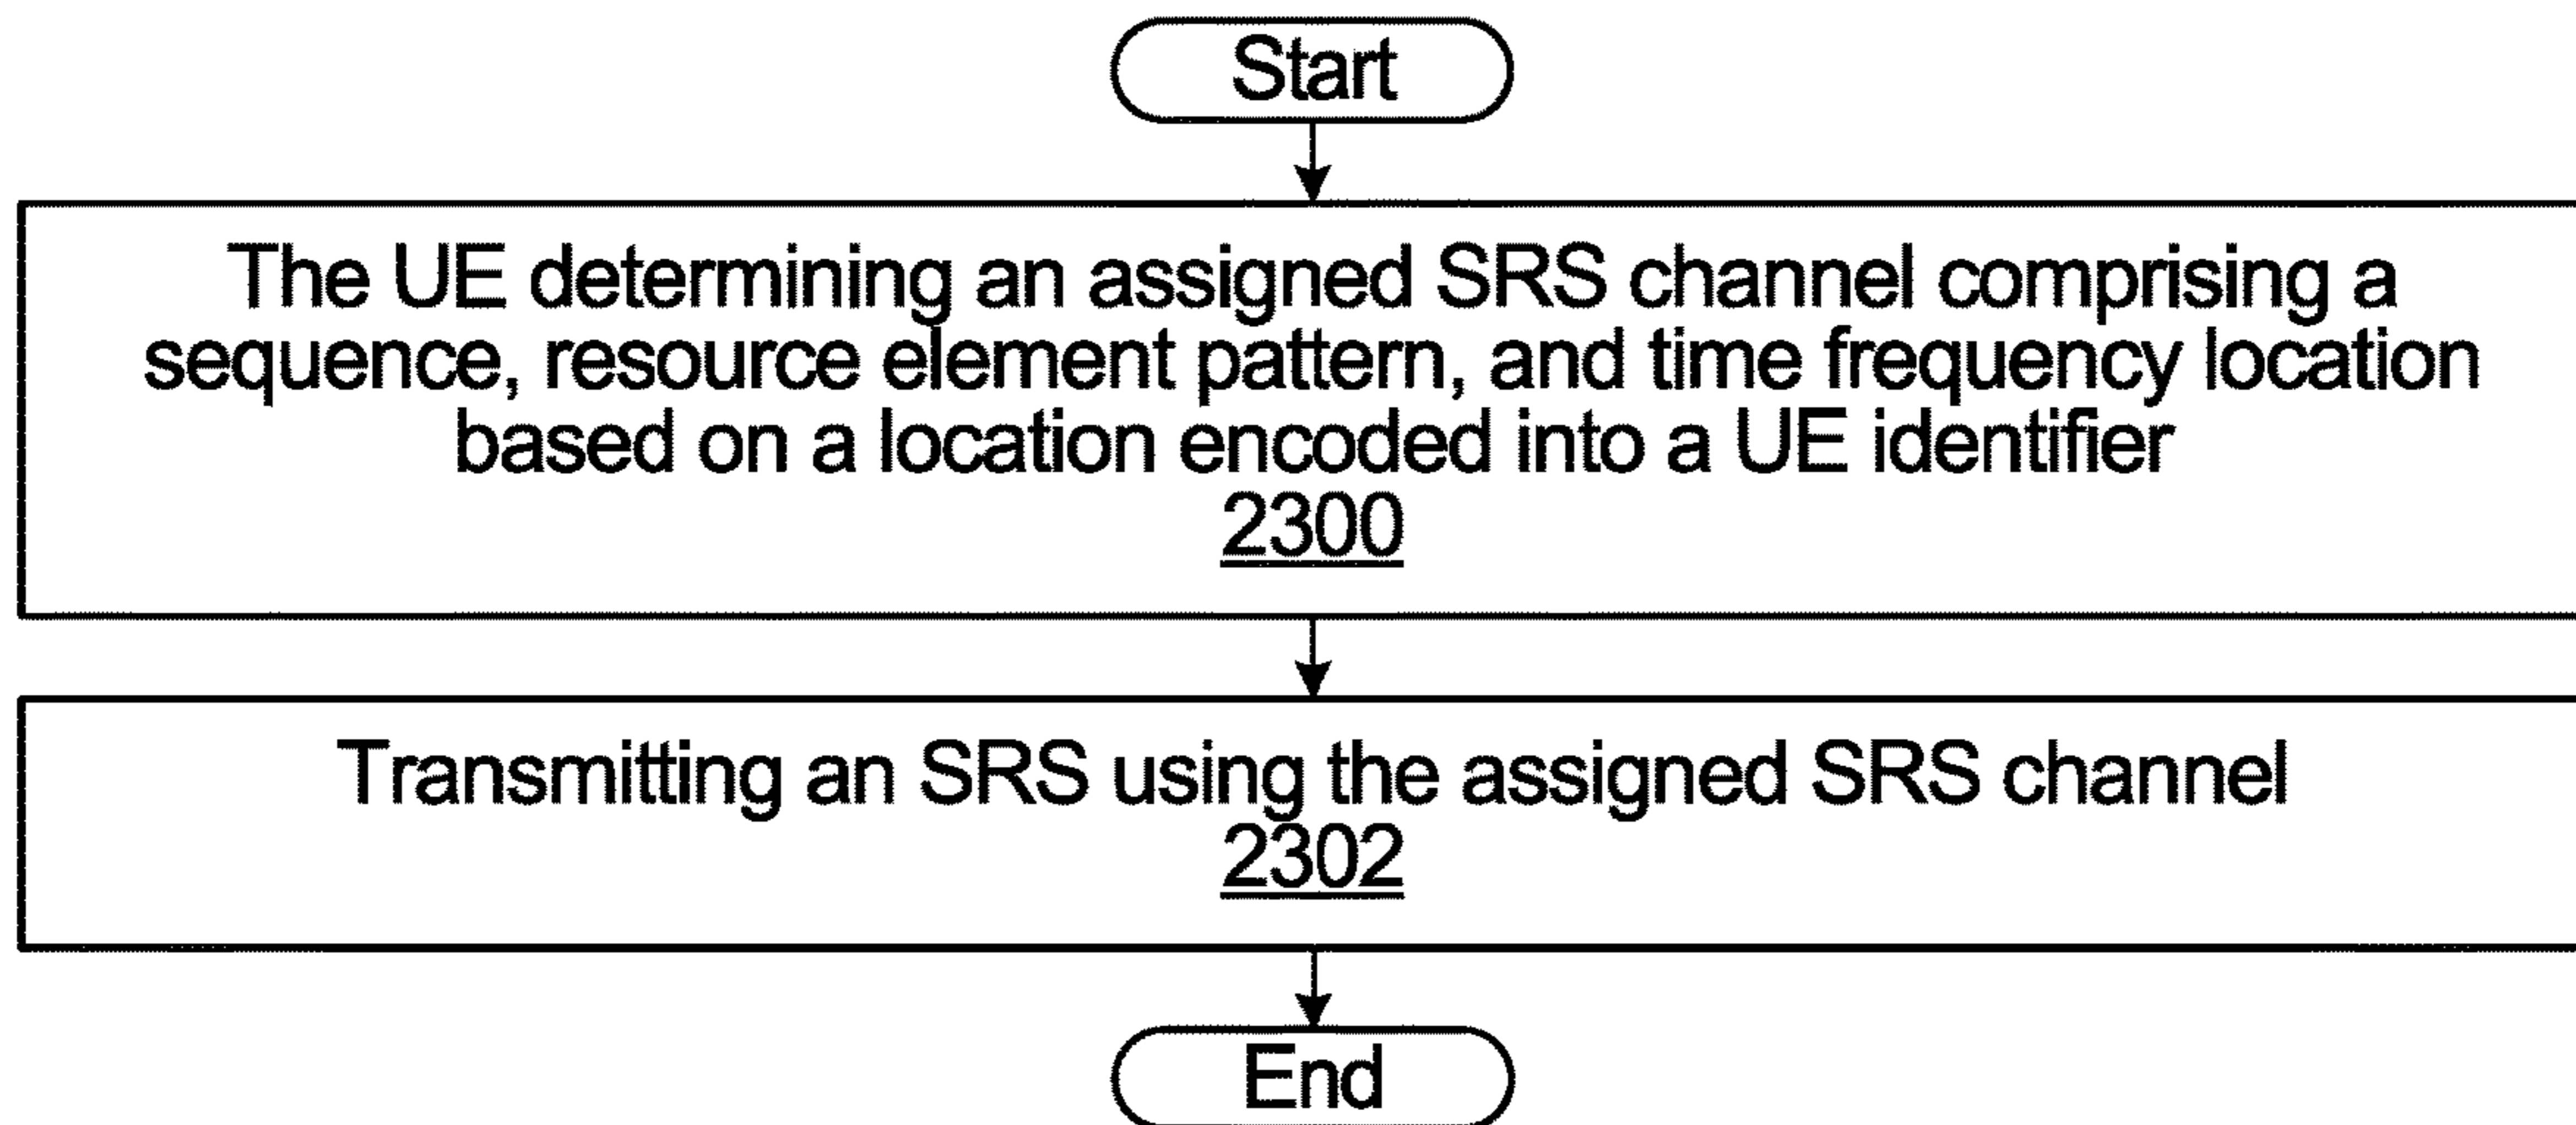 Start
The UE determining an assigned SRS channel comprising a
sequence, resource element pattern, and time frequency location
based on a location encoded into a UE identifier
2300
Transmitting an SRS using the assigned SRS channel
2302
End